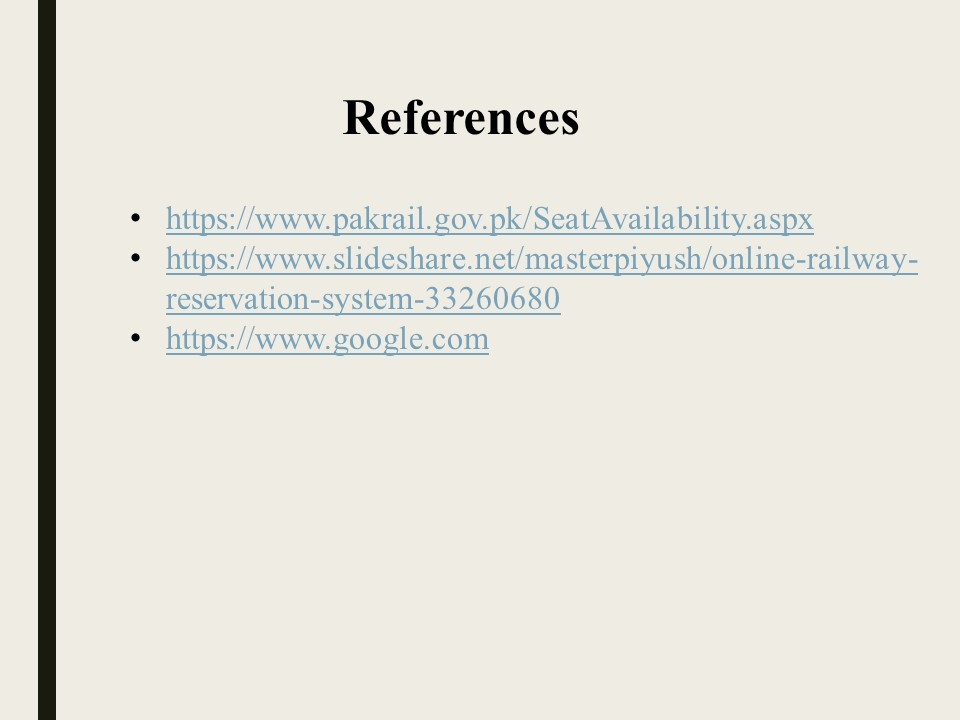 References
• https://www.pakrail.gov.pk/SeatAvailability.aspx
• https://www.slideshare.net/masterpiyush/online-railway-
reservation-system-33260680
• https://www.google.com